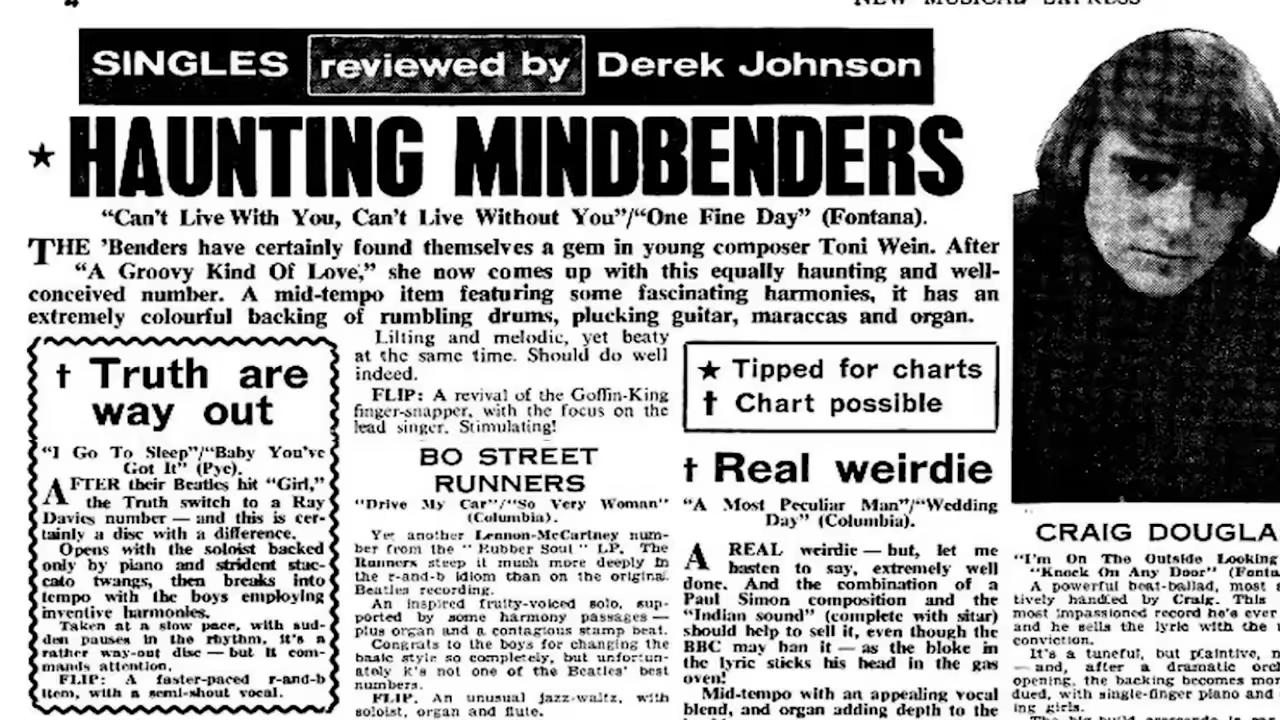 4
NEW MUSICAL EXPRESS
SINGLES reviewed by Derek Johnson
★ HAUNTING MINDBENDERS
“Can't Live With You, Can't Live Without You”/“One Fine Day” (Fontana).
THE 'Benders have certainly found themselves a gem in young composer Toni Wein. After
“A Groovy Kind Of Love,” she now comes up with this equally haunting and well-
conceived number. A mid-tempo item featuring some fascinating harmonies, it has an
extremely colourful backing of rumbling drums, plucking guitar, maraccas and organ.
† Truth are
way out
“I Go To Sleep”/“Baby You've
Got It” (Pye).
AFTER their Beatles hit “Girl,”
the Truth switch to a Ray
Davies number — and this is cer-
tainly a disc with a difference.
Opens with the soloist backed
only by piano and strident stac-
cato twangs, then breaks into
tempo with the boys employing
inventive harmonies.
Taken at a slow pace, with sud-
den pauses in the rhythm, it's a
rather way-out disc — but it com-
mands attention.
FLIP: A faster-paced r-and-b
item, with a semi-shout vocal.
Lilting and melodic, yet beaty
at the same time. Should do well
indeed.
FLIP: A revival of the Goffin-King
finger-snapper, with the focus on the
lead singer. Stimulating!
BO STREET
RUNNERS
“Drive My Car”/“So Very Woman”
(Columbia).
Yet another Lennon-McCartney num-
ber from the “Rubber Soul” LP. The
Runners steep it much more deeply in
the r-and-b idiom than on the original
Beatles recording.
An inspired fruity-voiced solo, sup-
ported by some harmony passages —
plus organ and a contagious stamp beat.
Congrats to the boys for changing the
basic style so completely, but unfortun-
ately it's not one of the Beatles' best
numbers.
FLIP. An unusual jazz-waltz, with
soloist, organ and flute.
★ Tipped for charts
† Chart possible
† Real weirdie
“A Most Peculiar Man”/“Wedding
Day” (Columbia).
A REAL weirdie — but, let me
hasten to say, extremely well
done. And the combination of a
Paul Simon composition and the
“Indian sound” (complete with sitar)
should help to sell it, even though the
BBC may ban it — as the bloke in
the lyric sticks his head in the gas
oven!
Mid-tempo with an appealing vocal
blend, and organ adding depth to the
CRAIG DOUGLA
“I'm On The Outside Looking
“Knock On Any Door” (Fonta
A powerful beat-ballad, most
tively handled by Craig. This
most impassioned record he's ever
and he sells the lyric with the
conviction.
It's a tuneful, but plaintive,
— and, after a dramatic orc
opening, the backing becomes mor
dued, with single-finger piano and
ing girls.